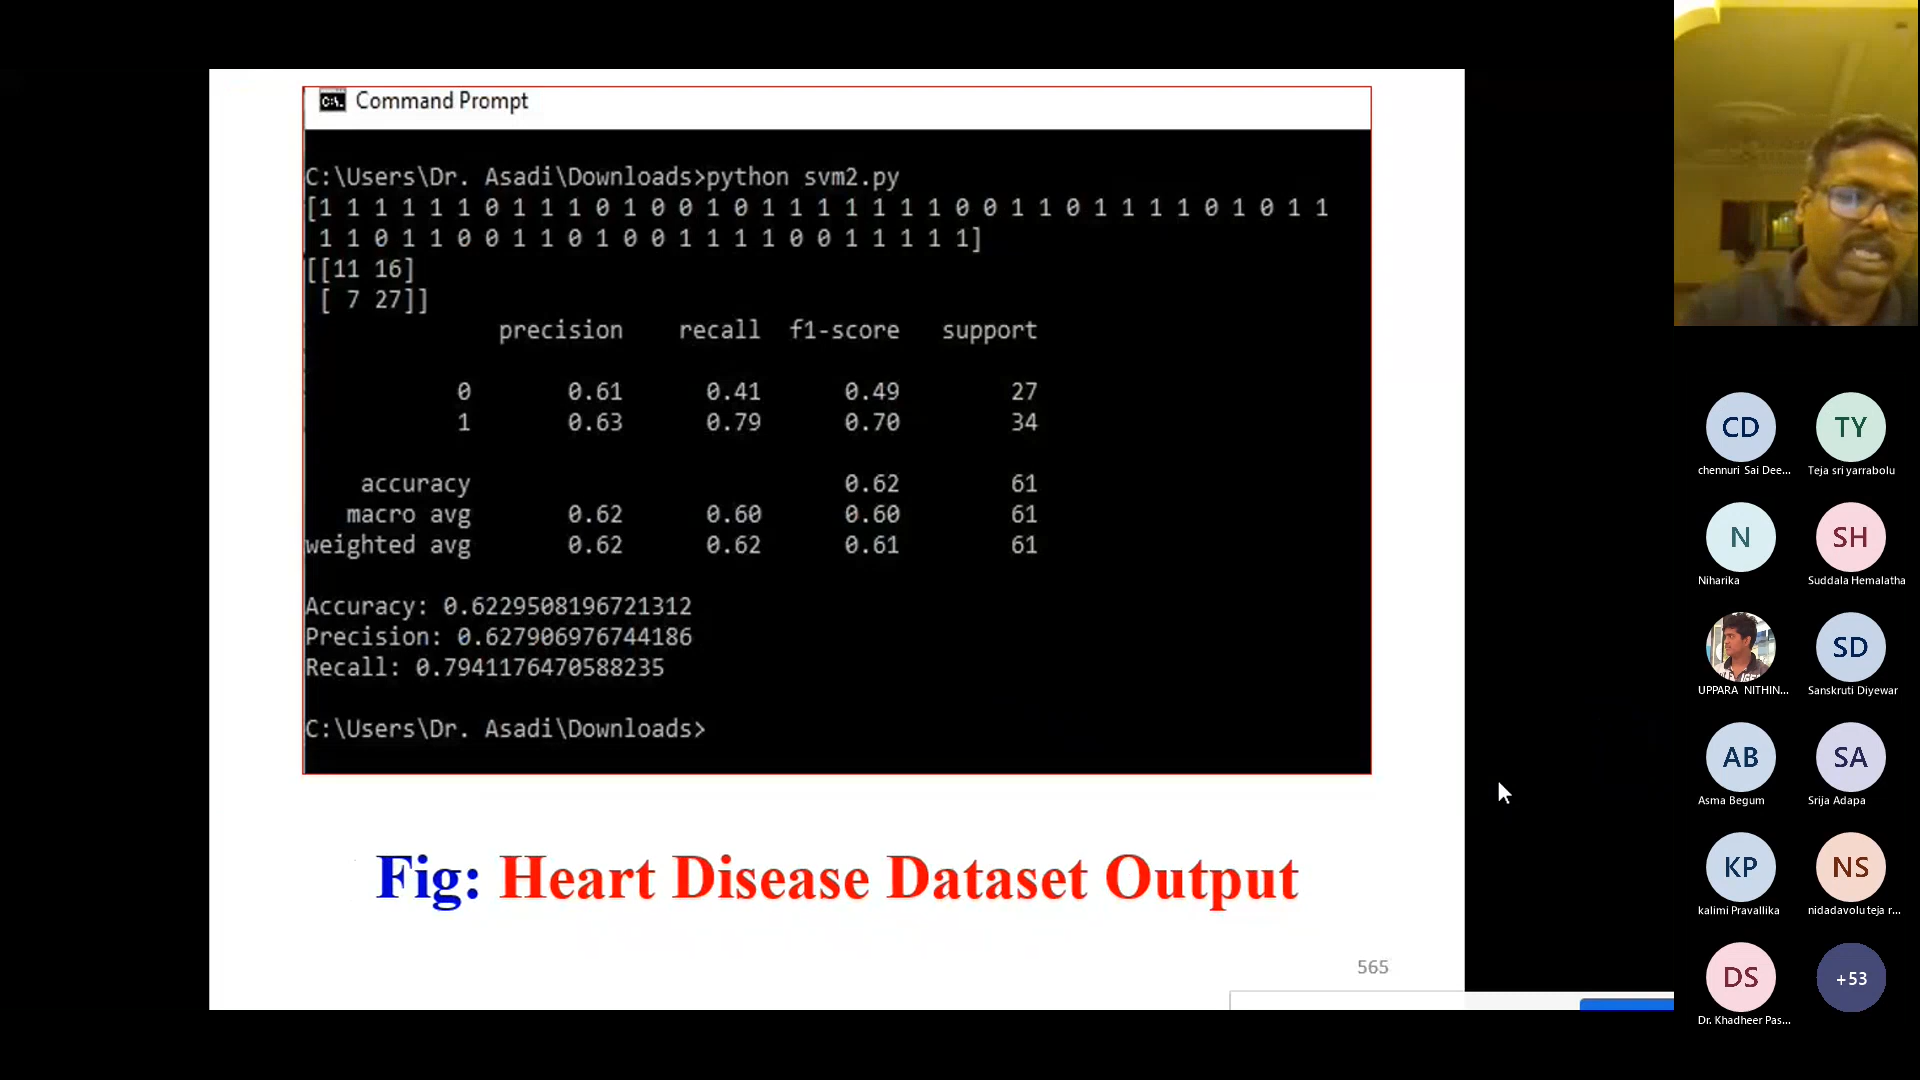 Command Prompt
C:\Users\Dr. Asadi\Downloads>python svm2.py
[1 1 1 1 1 1 0 1 1 1 0 1 0 0 1 0 1 1 1 1 1 1 1 0 0 1 1 0 1 1 1 1 0 1 0 1 1
1 1 0 1 1 0 0 1 1 0 1 0 0 1 1 1 1 0 0 1 1 1 1 1]
[[11 16]
[ 7 27]]
precision recall f1-score support
0 0.61 0.41 0.49 27
1 0.63 0.79 0.70 34
accuracy 0.62 61
macro avg 0.62 0.60 0.60 61
weighted avg 0.62 0.62 0.61 61
Accuracy: 0.6229508196721312
Precision: 0.627906976744186
Recall: 0.7941176470588235
C:\Users\Dr. Asadi\Downloads>
Fig: Heart Disease Dataset Output
565
CD TY
chennuri Sai Dee... Teja sri yarrabolu
N SH
Niharika Suddala Hemalatha
SD
UPPARA NITHIN... Sanskruti Diyewar
AB SA
Asma Begum Srija Adapa
KP NS
kalimi Pravallika nidadavolu teja r...
DS +53
Dr. Khadheer Pas...